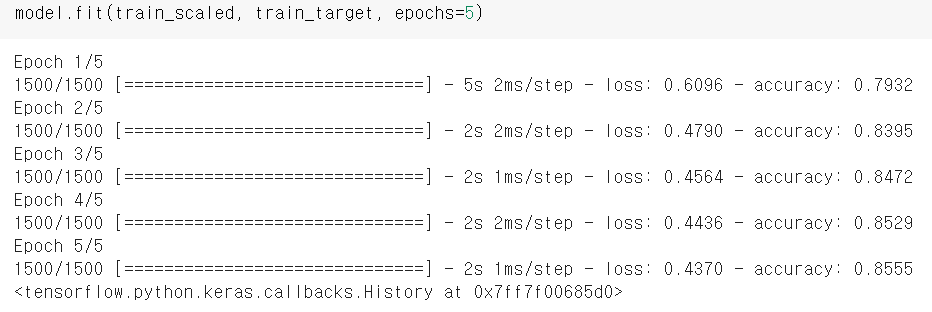 model.fit(train_scaled, train_target, epochs=5)
Epoch 1/5
1500/1500 [==============================] - 5s 2ms/step - loss: 0.6096 - accuracy: 0.7932
Epoch 2/5
1500/1500 [==============================] - 2s 2ms/step - loss: 0.4790 - accuracy: 0.8395
Epoch 3/5
1500/1500 [==============================] - 2s 1ms/step - loss: 0.4564 - accuracy: 0.8472
Epoch 4/5
1500/1500 [==============================] - 2s 2ms/step - loss: 0.4436 - accuracy: 0.8529
Epoch 5/5
1500/1500 [==============================] - 2s 1ms/step - loss: 0.4370 - accuracy: 0.8555
<tensorflow.python.keras.callbacks.History at 0x7ff7f00685d0>